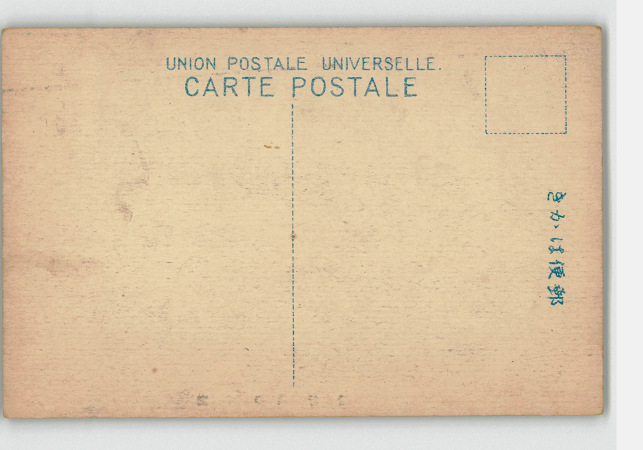 UNION POSTALE UNIVERSELLE.
CARTE POSTALE
郵便はかき